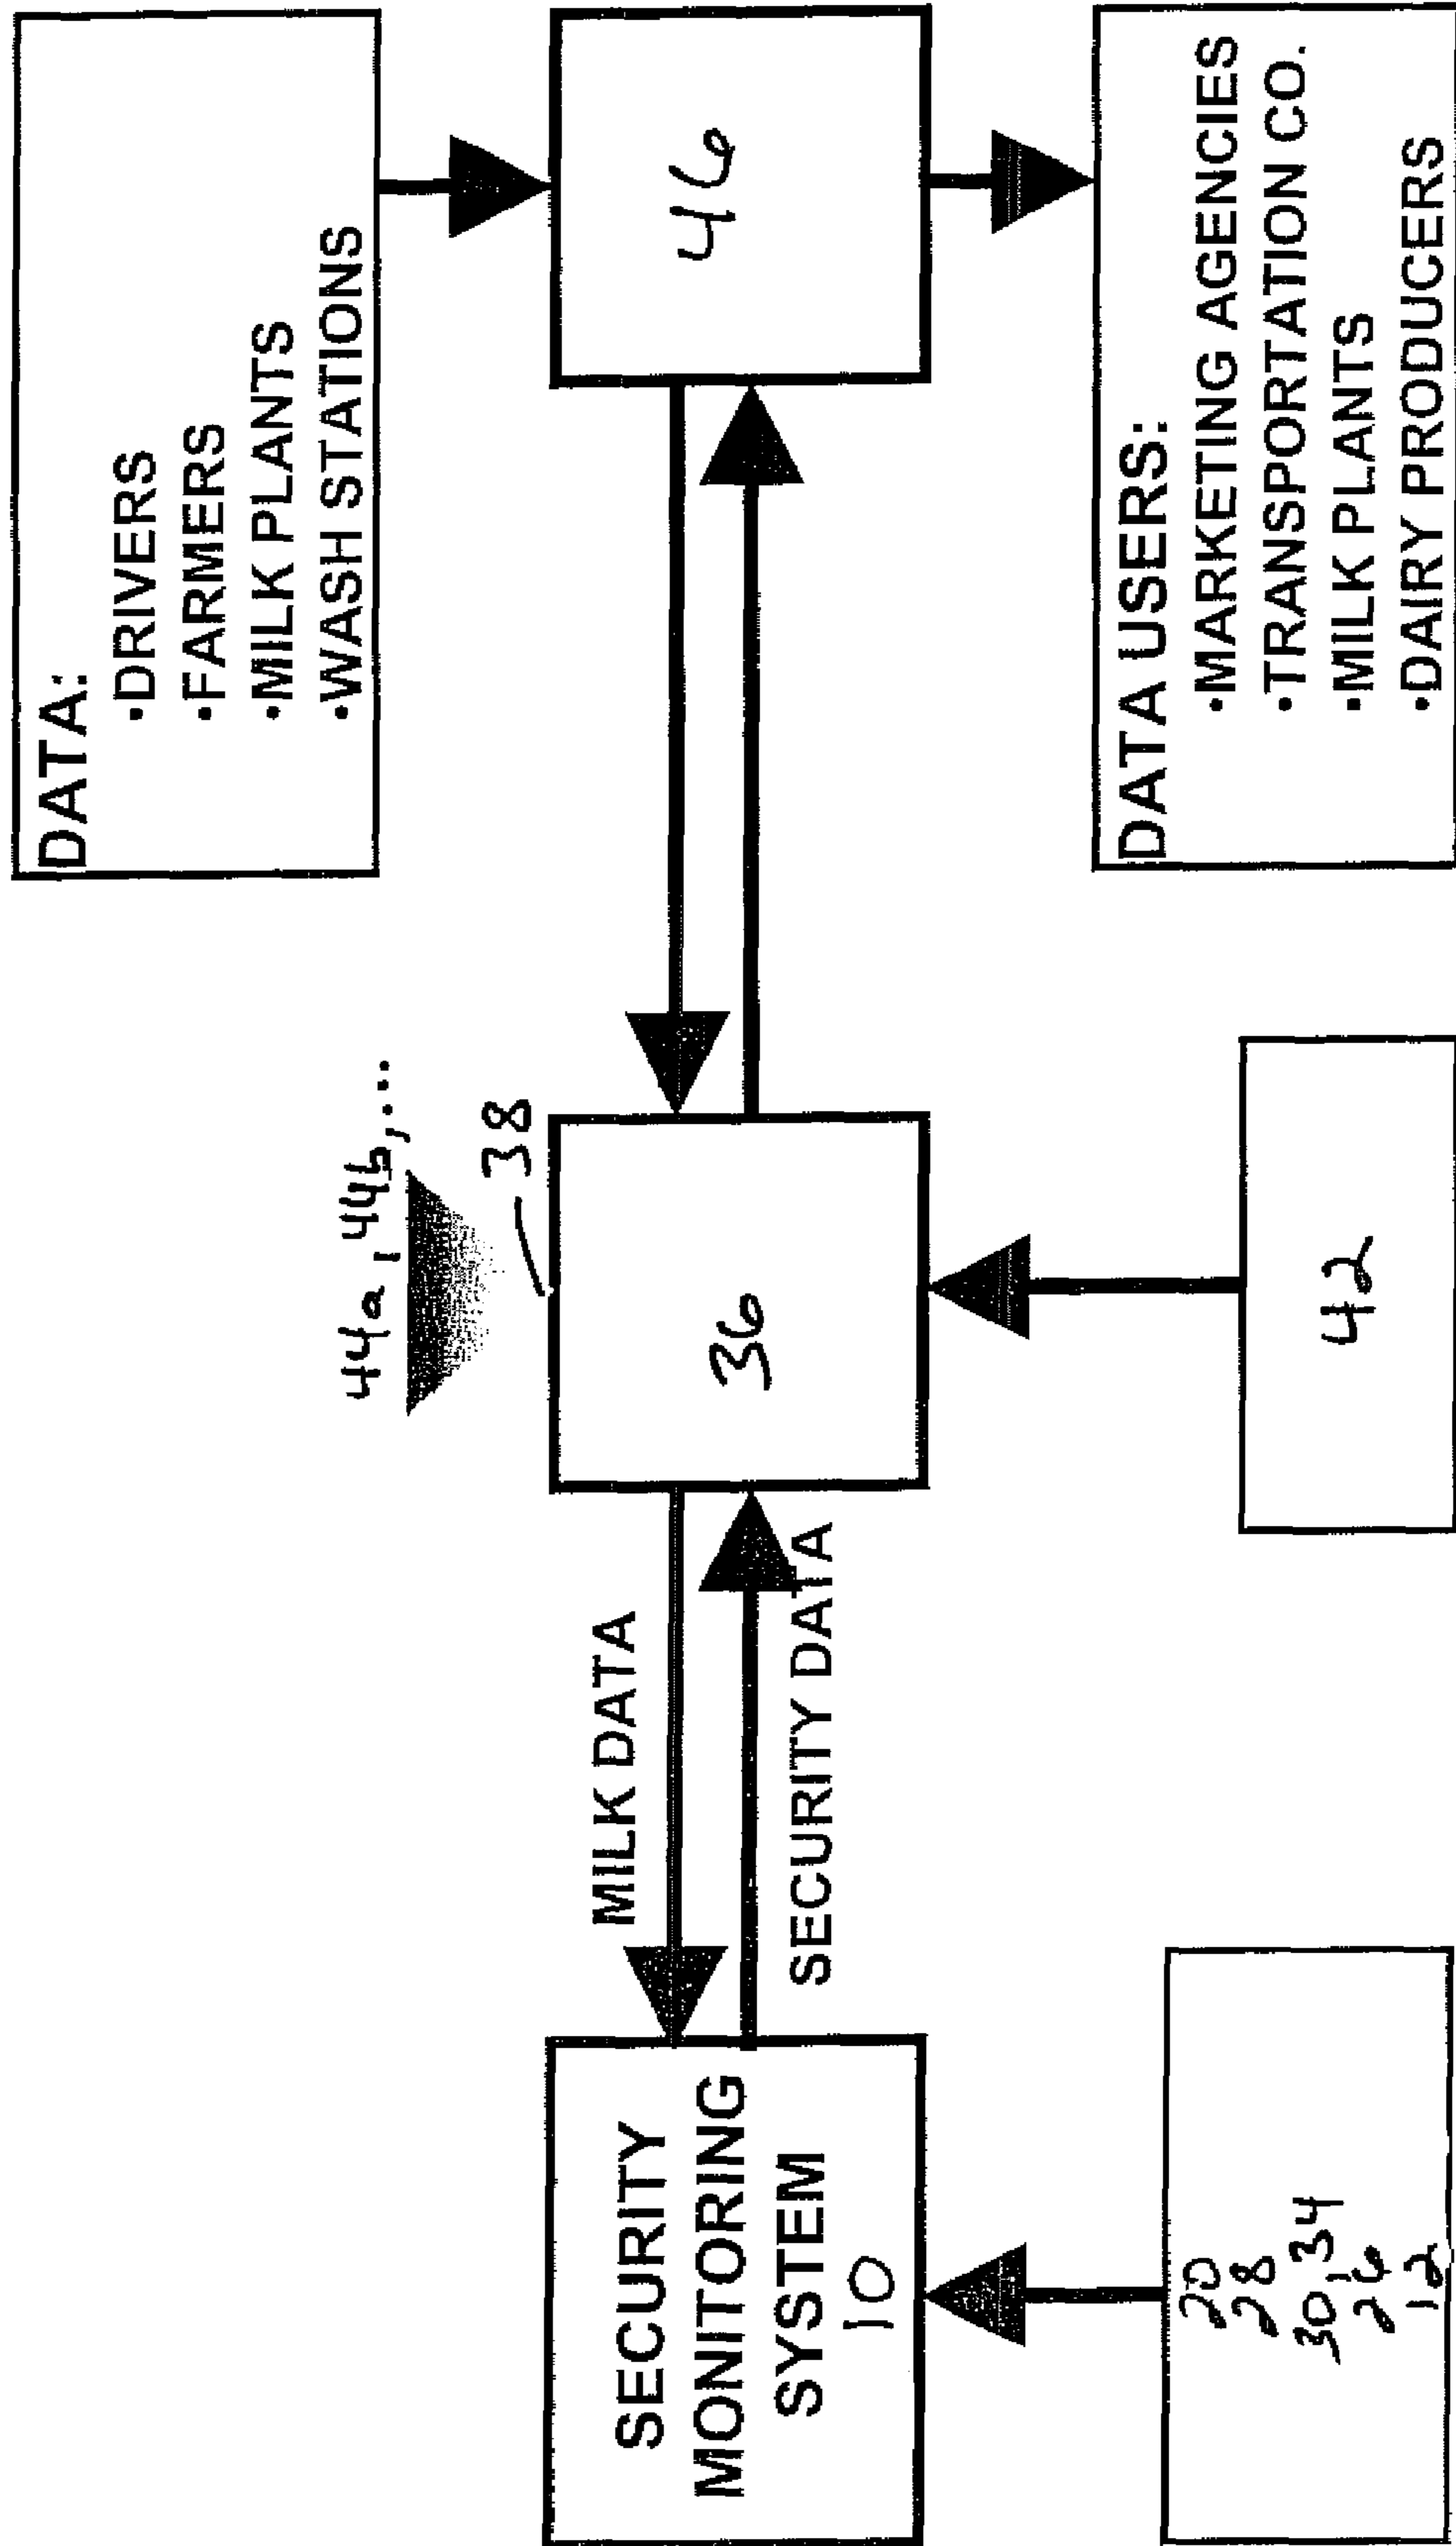 SECURITY
MONITORING
SYSTEM
10
20
28
30, 34
26
12
MILK DATA
SECURITY DATA
44a, 44b, ...
38
36
42
DATA:
•DRIVERS
•FARMERS
•MILK PLANTS
•WASH STATIONS
46
DATA USERS:
•MARKETING AGENCIES
•TRANSPORTATION CO.
•MILK PLANTS
•DAIRY PRODUCERS